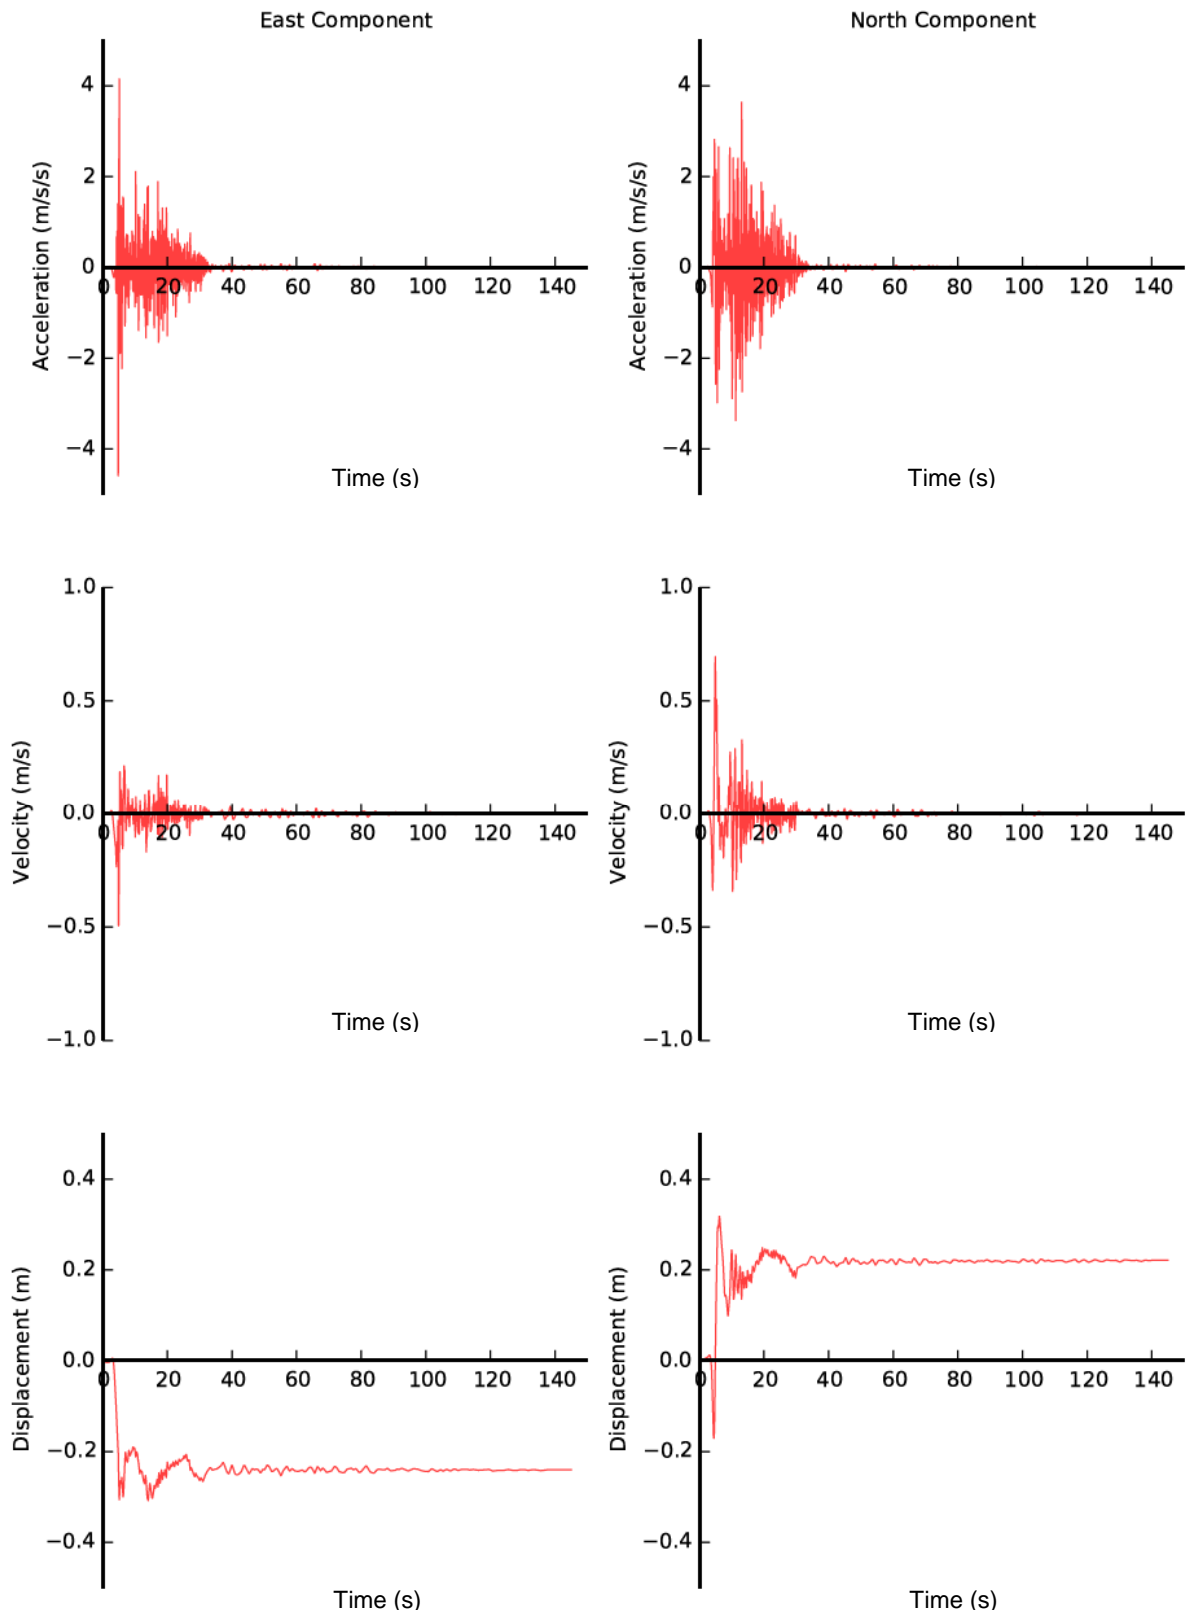 East Component
North Component
4
2
0
−2
−4
0 20 40 60 80 100 120 140
Acceleration (m/s/s)
Time (s)
4
2
0
−2
−4
0 20 40 60 80 100 120 140
Acceleration (m/s/s)
Time (s)
1.0
0.5
0.0
−0.5
−1.0
0 20 40 60 80 100 120 140
Velocity (m/s)
Time (s)
1.0
0.5
0.0
−0.5
−1.0
0 20 40 60 80 100 120 140
Velocity (m/s)
Time (s)
0.4
0.2
0.0
−0.2
−0.4
0 20 40 60 80 100 120 140
Displacement (m)
Time (s)
0.4
0.2
0.0
−0.2
−0.4
0 20 40 60 80 100 120 140
Displacement (m)
Time (s)